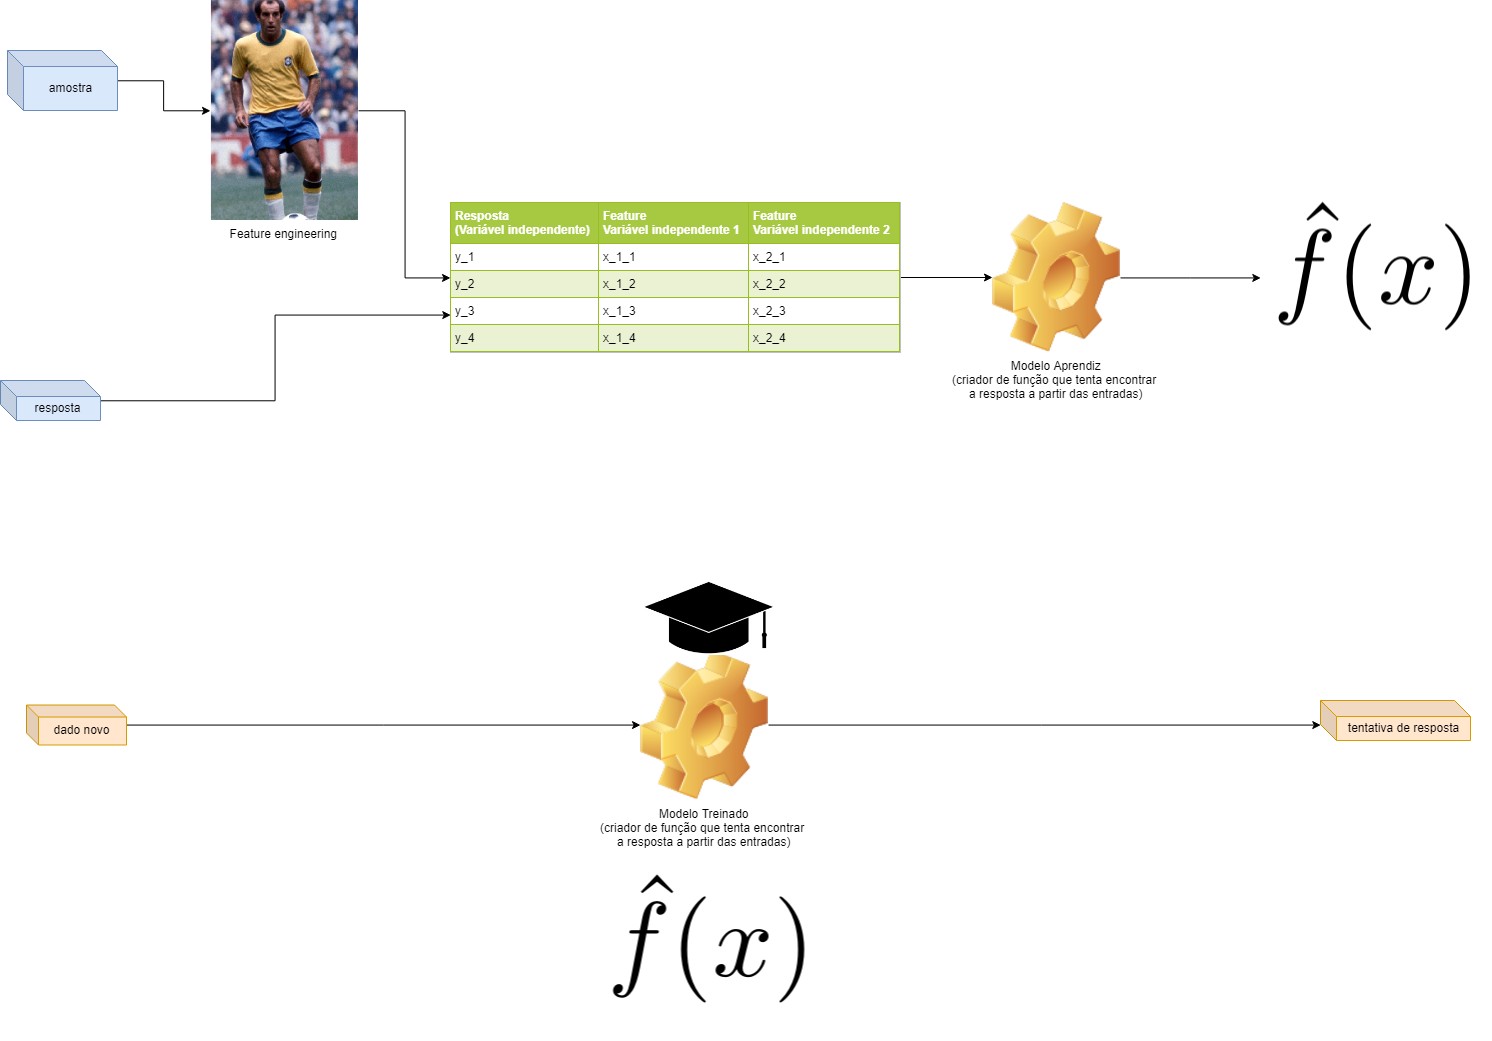 amostra
Feature engineering
Resposta
(Variável independente)
Feature
Variável independente 1
Feature
Variável independente 2
y_1 x_1_1 x_2_1
y_2 x_1_2 x_2_2
y_3 x_1_3 x_2_3
y_4 x_1_4 x_2_4
resposta
Modelo Aprendiz
(criador de função que tenta encontrar
a resposta a partir das entradas)
f̂(x)
dado novo
Modelo Treinado
(criador de função que tenta encontrar
a resposta a partir das entradas)
tentativa de resposta
f̂(x)